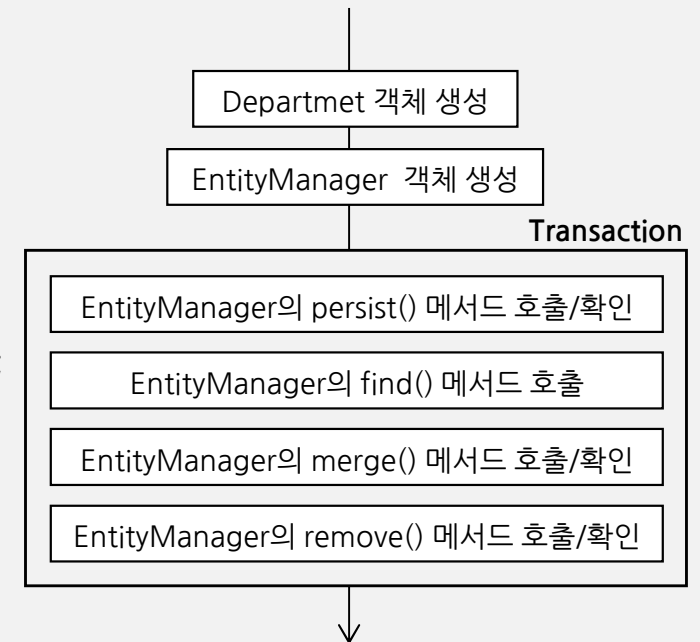 Departmet 객체 생성
EntityManager 객체 생성
Transaction
EntityManager의 persist() 메서드 호출/확인
EntityManager의 find() 메서드 호출
EntityManager의 merge() 메서드 호출/확인
EntityManager의 remove() 메서드 호출/확인